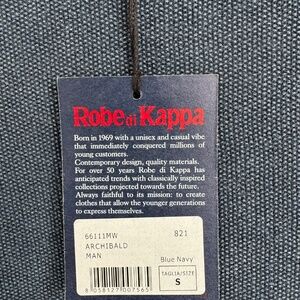 Robe di Kappa
Born in 1969 with a unisex and casual vibe
that immediately conquered millions of
young customers.
Contemporary design, quality materials.
For over 50 years Robe di Kappa has
anticipated trends with classically inspired
collections projected towards the future.
Always faithful to its mission: to create
clothes that allow the younger generations
to express themselves.
66111MW 821
ARCHIBALD
MAN Blue Navy
TAGLIA/SIZE
S
8 058127 007565